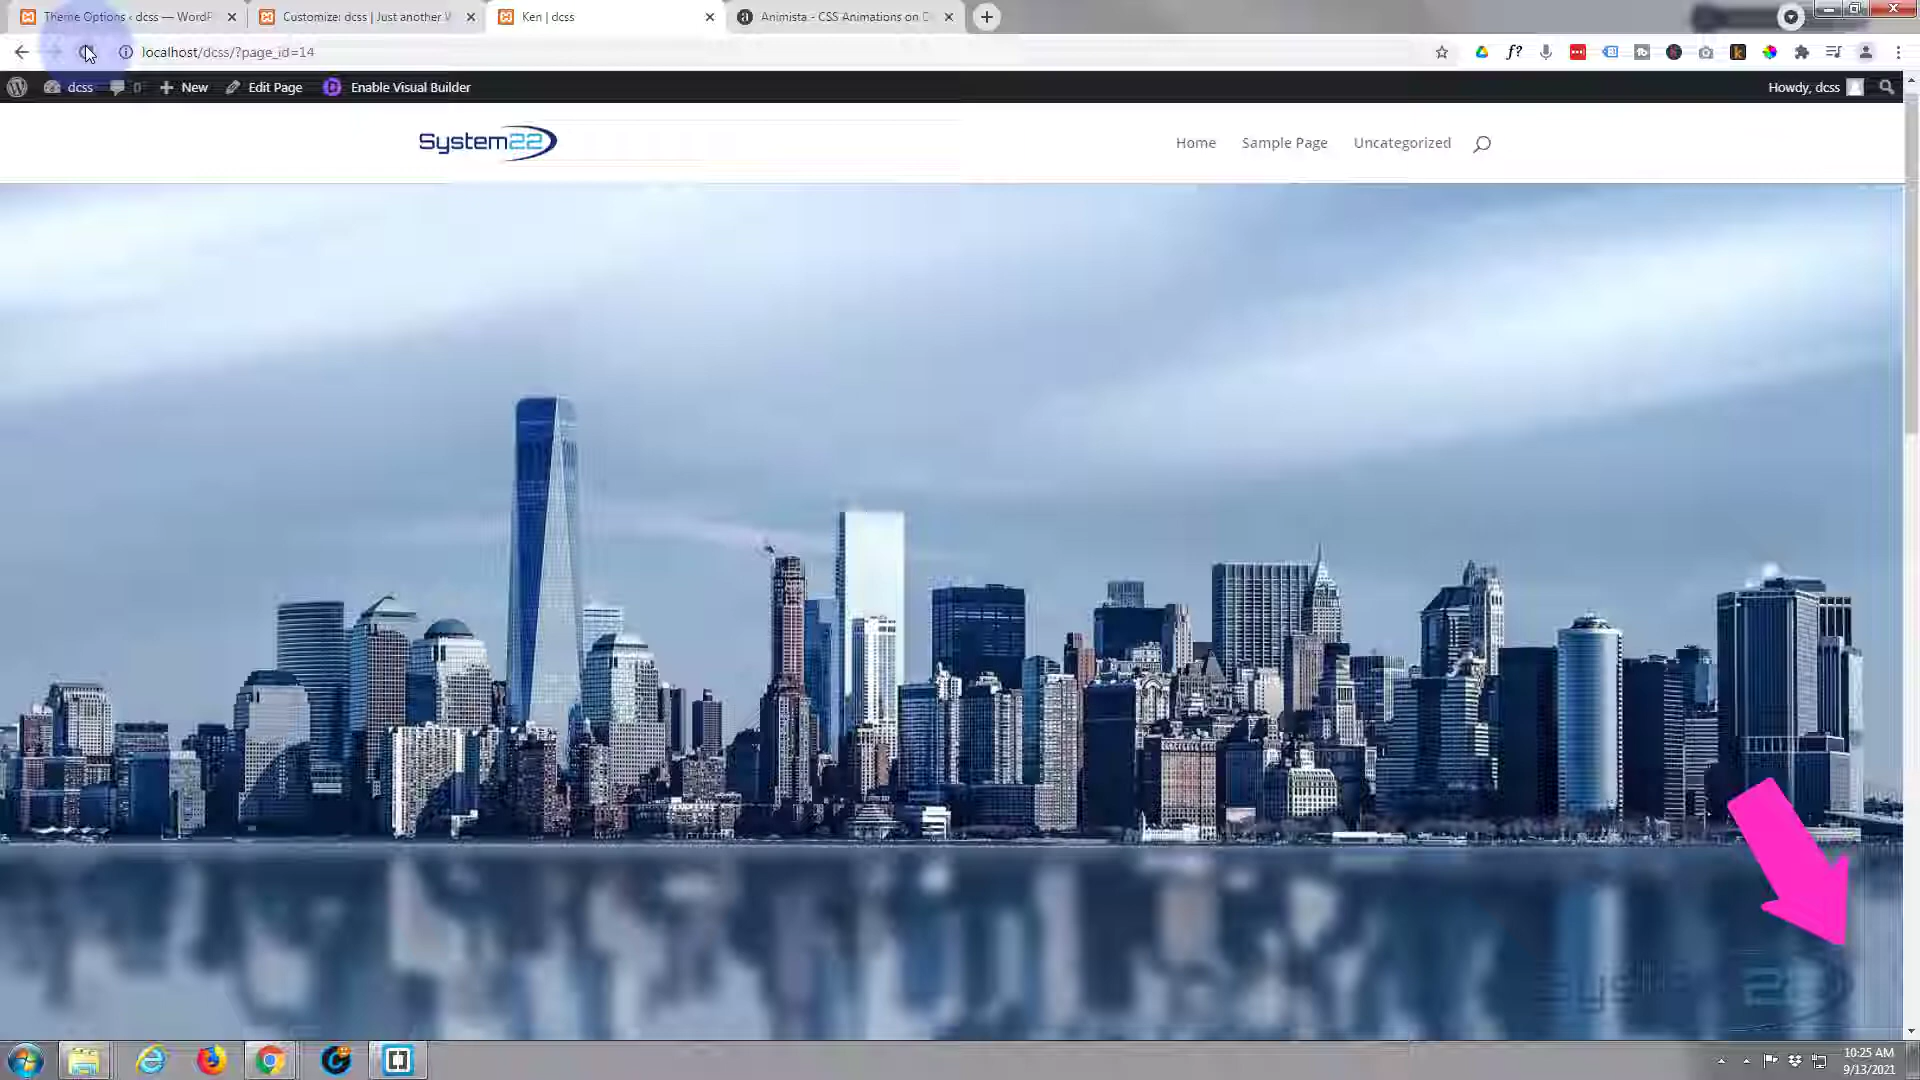 Theme Options ‹ dcss — WordP
Customize: dcss | Just another W
Ken | dcss
Animista - CSS Animations on D
localhost/dcss/?page_id=14
dcss
0
New
Edit Page
Enable Visual Builder
Howdy, dcss
System22
Home
Sample Page
Uncategorized
10:25 AM
9/13/2021